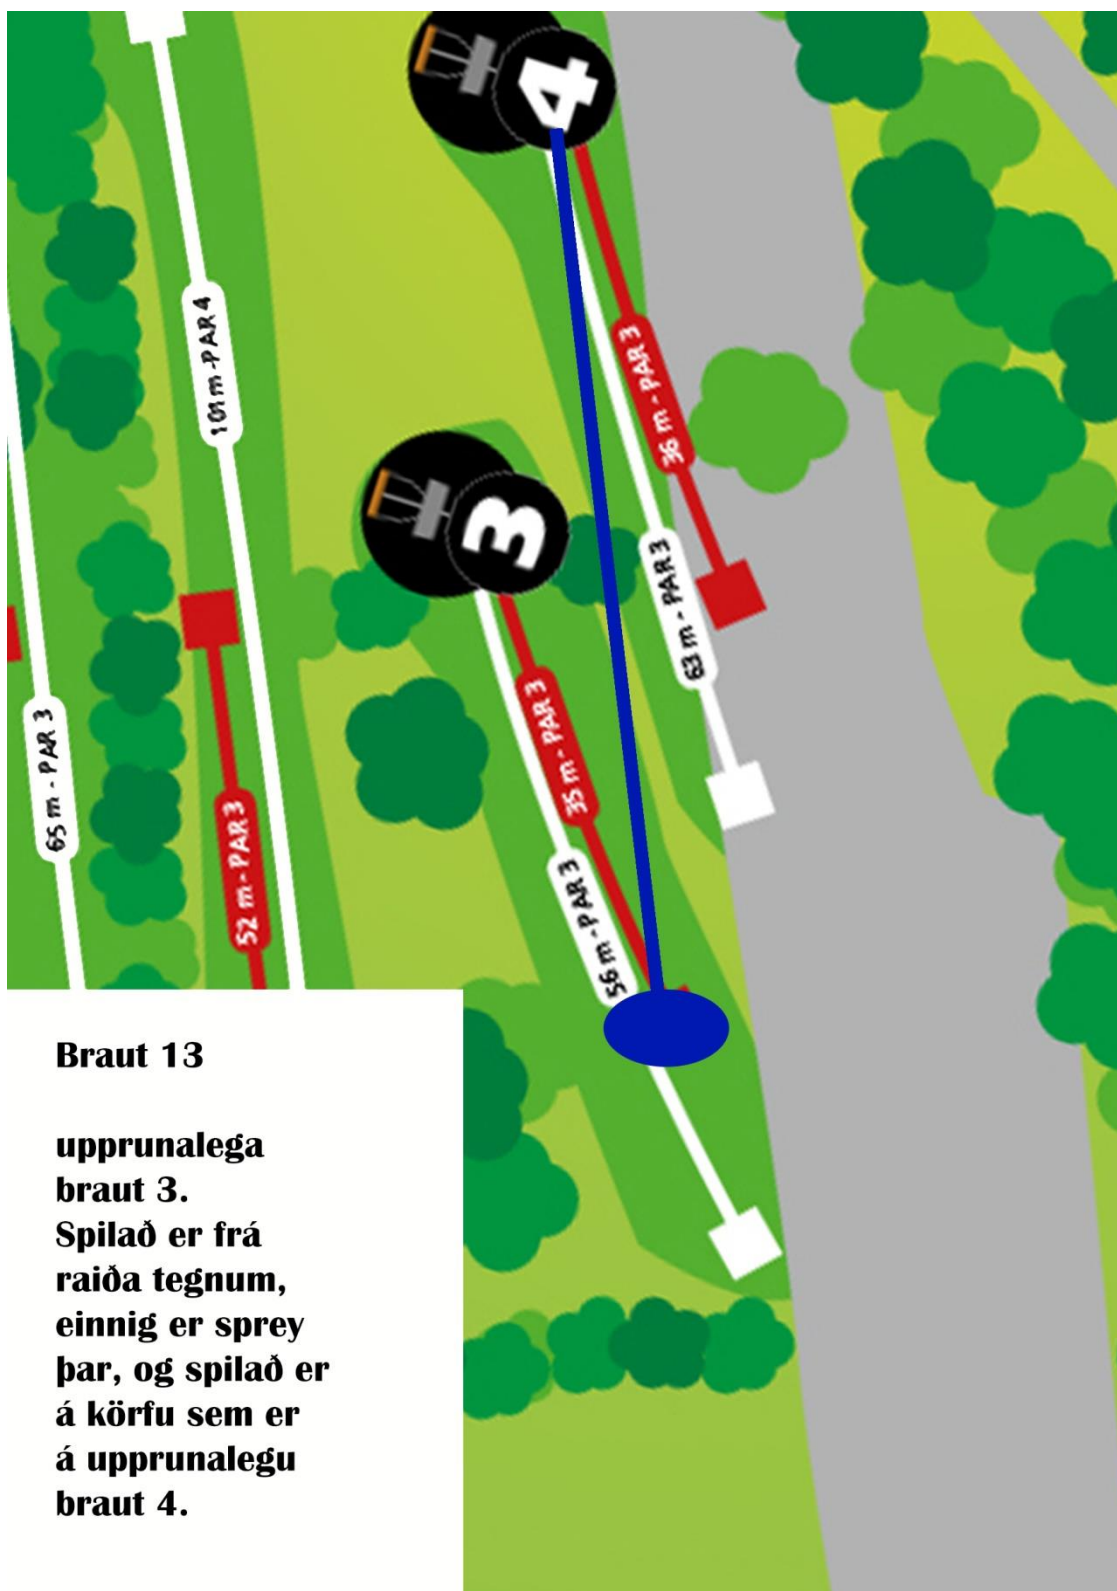 4
101 m - PAR 4
36 m - PAR 3
3
63 m - PAR 3
35 m - PAR 3
65 m - PAR 3
52 m - PAR 3
56 m - PAR 3
Braut 13
upprunalega
braut 3.
Spilað er frá
raiða tegnum,
einnig er sprey
þar, og spilað er
á körfu sem er
á upprunalegu
braut 4.